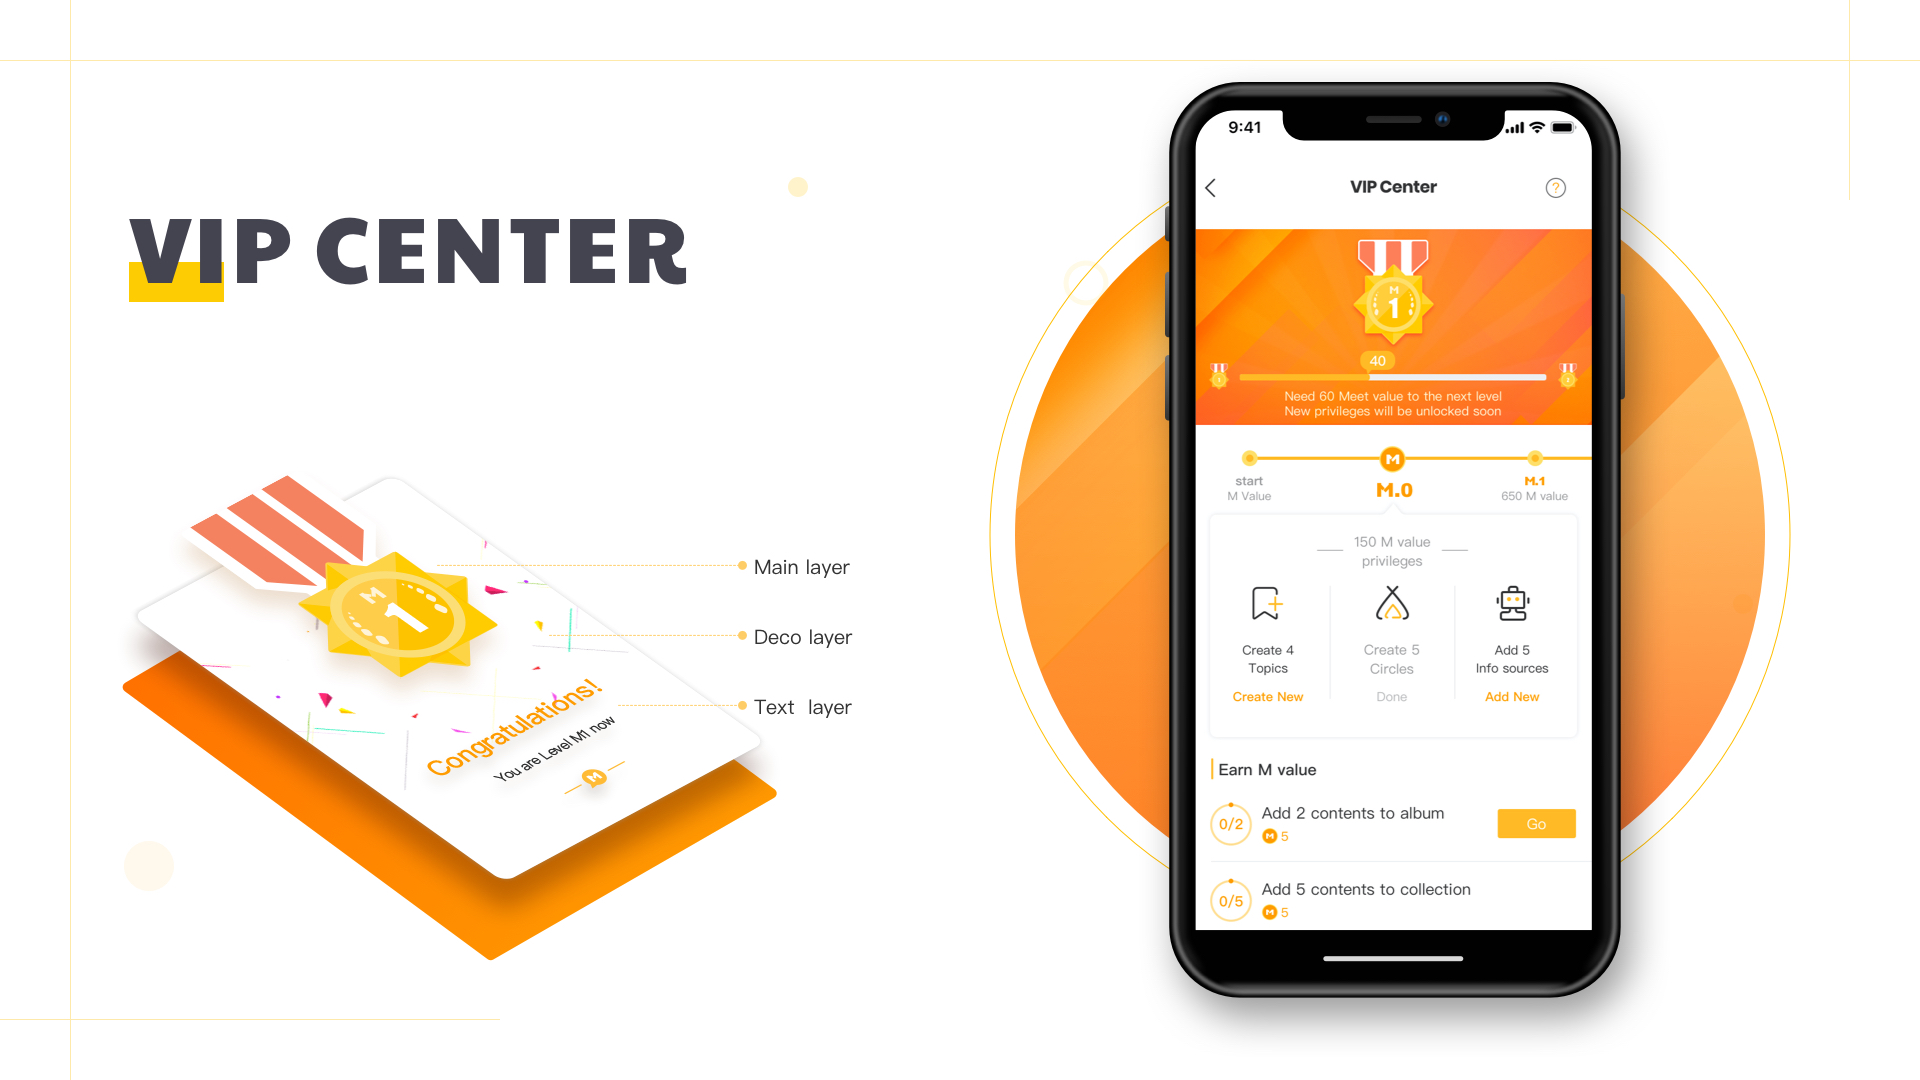 VIP CENTER
M
1
Congratulations!
You are Level M1 now
M
Main layer
Deco layer
Text layer
9:41
VIP Center
?
M
1
40
Need 60 Meet value to the next level
New privileges will be unlocked soon
M
start
M Value
M.0
M.1
650 M value
150 M value
privileges
Create 4
Topics
Create New
Create 5
Circles
Done
Add 5
Info sources
Add New
Earn M value
0/2
Add 2 contents to album
M 5
Go
0/5
Add 5 contents to collection
M 5